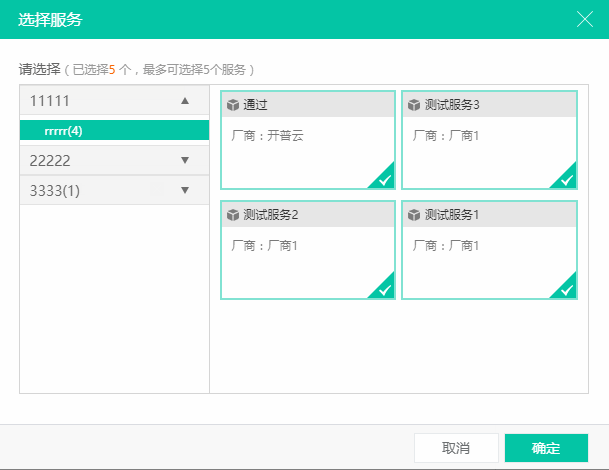 选择服务
请选择（已选择5 个，最多可选择5个服务）
11111
rrrrr(4)
22222
3333(1)
通过
厂商：开普云
测试服务3
厂商：厂商1
测试服务2
厂商：厂商1
测试服务1
厂商：厂商1
取消
确定